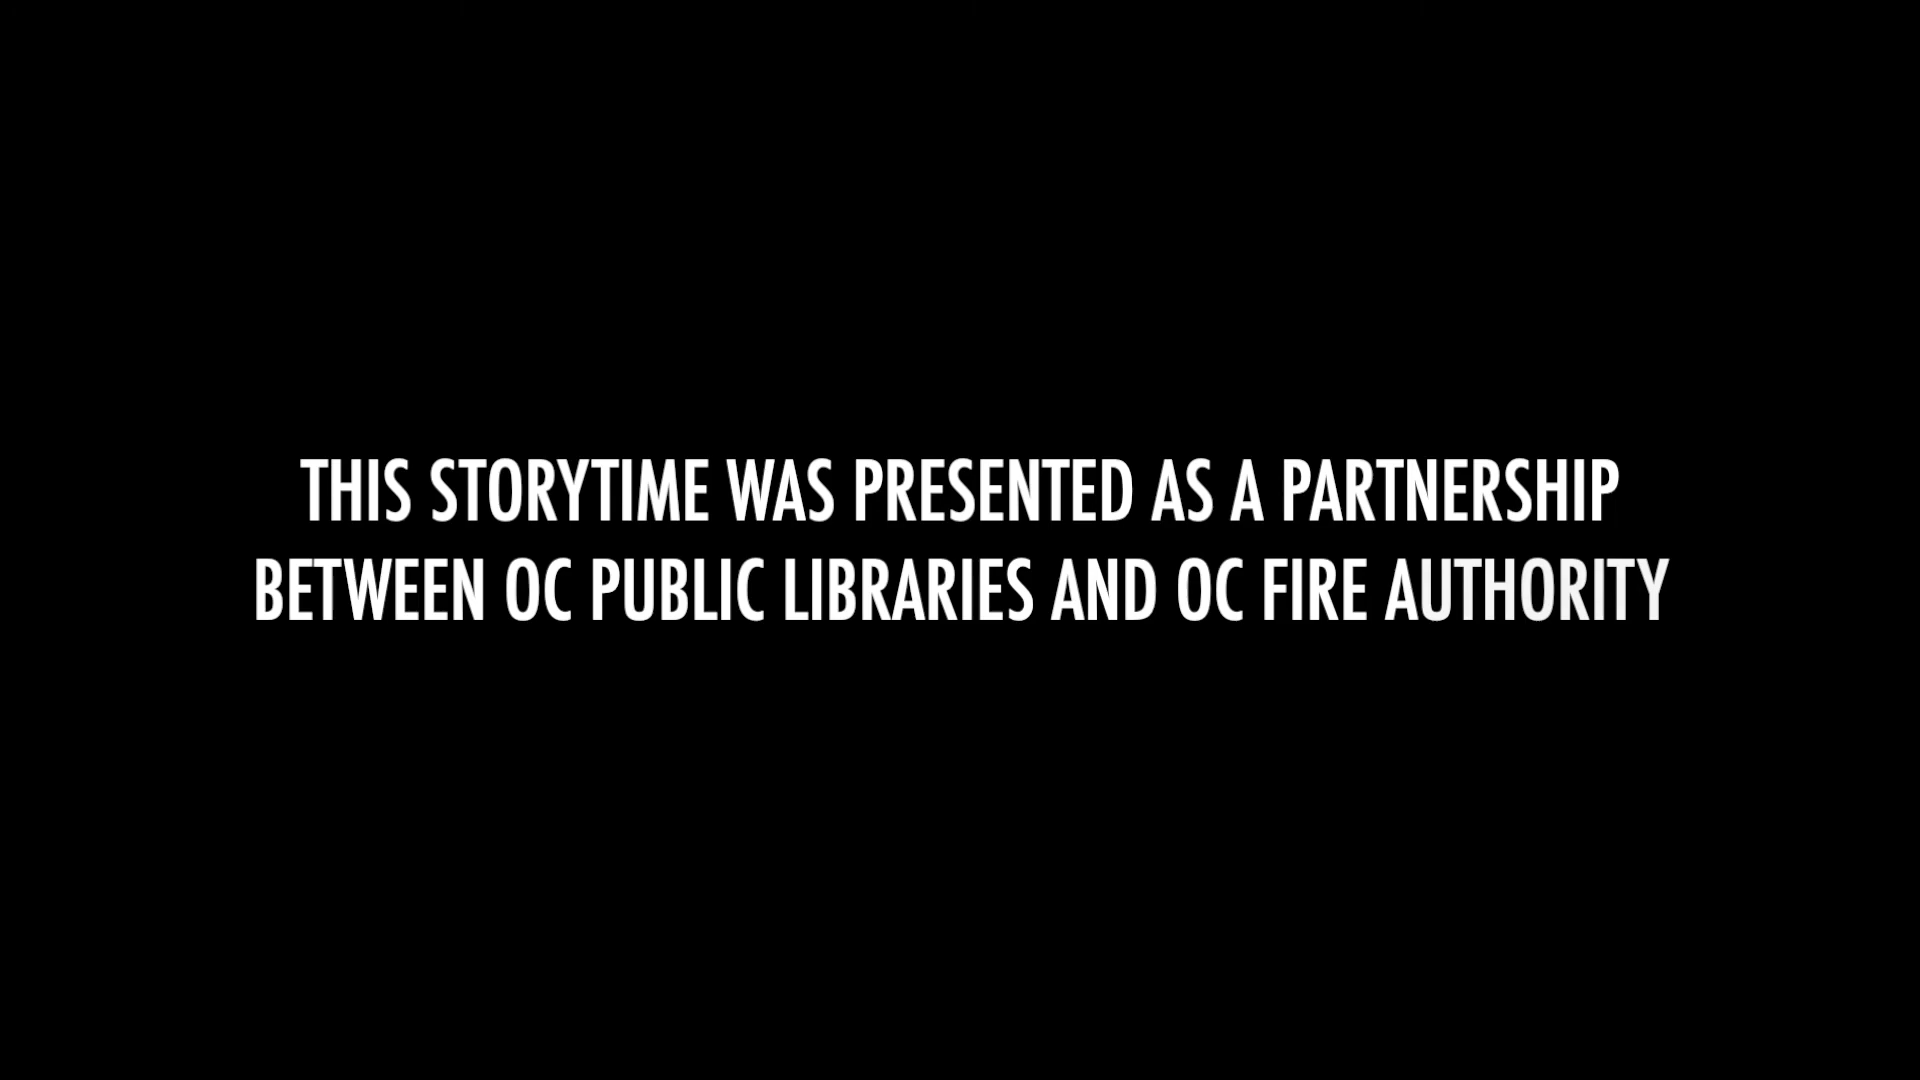 THIS STORYTIME WAS PRESENTED AS A PARTNERSHIP
BETWEEN OC PUBLIC LIBRARIES AND OC FIRE AUTHORITY